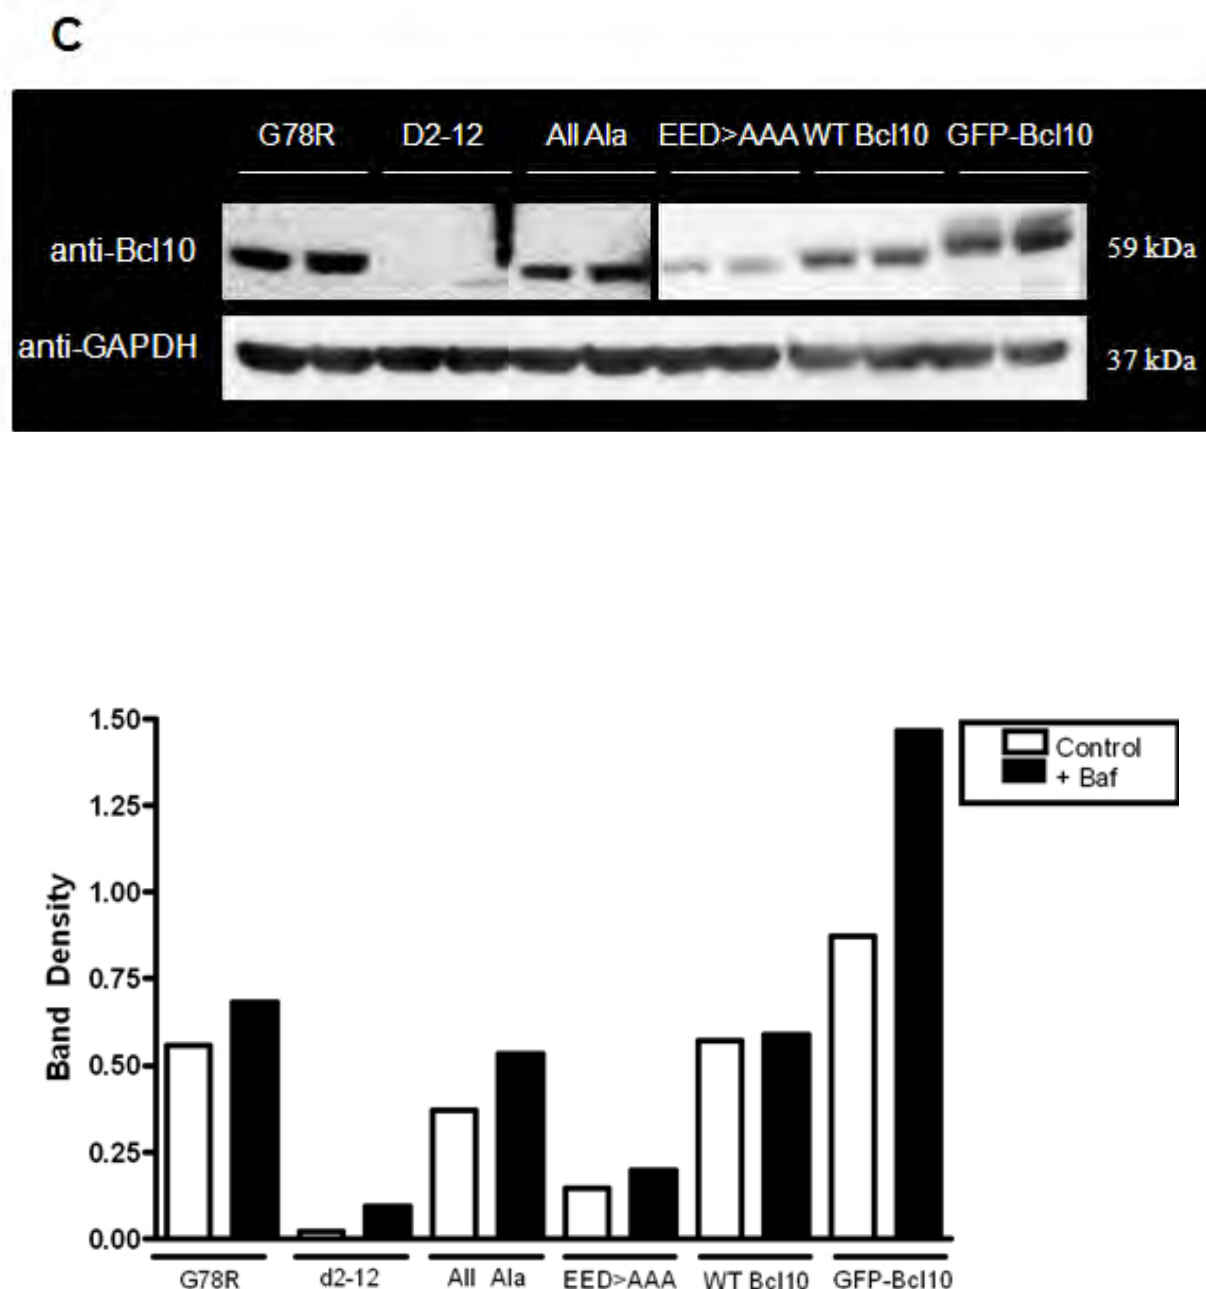 C
G78R D2-12 All Ala EED>AAA WT Bcl10 GFP-Bcl10
anti-Bcl10 59 kDa
anti-GAPDH 37 kDa
1.50
1.25
1.00
0.75
0.50
0.25
0.00
Band Density
Control
+ Baf
G78R d2-12 All Ala EED>AAA WT Bcl10 GFP-Bcl10